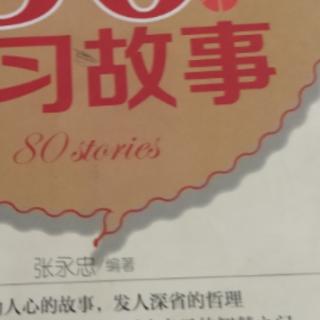 习故事
80 stories
张永忠 编著
人心的故事，发人深省的哲理